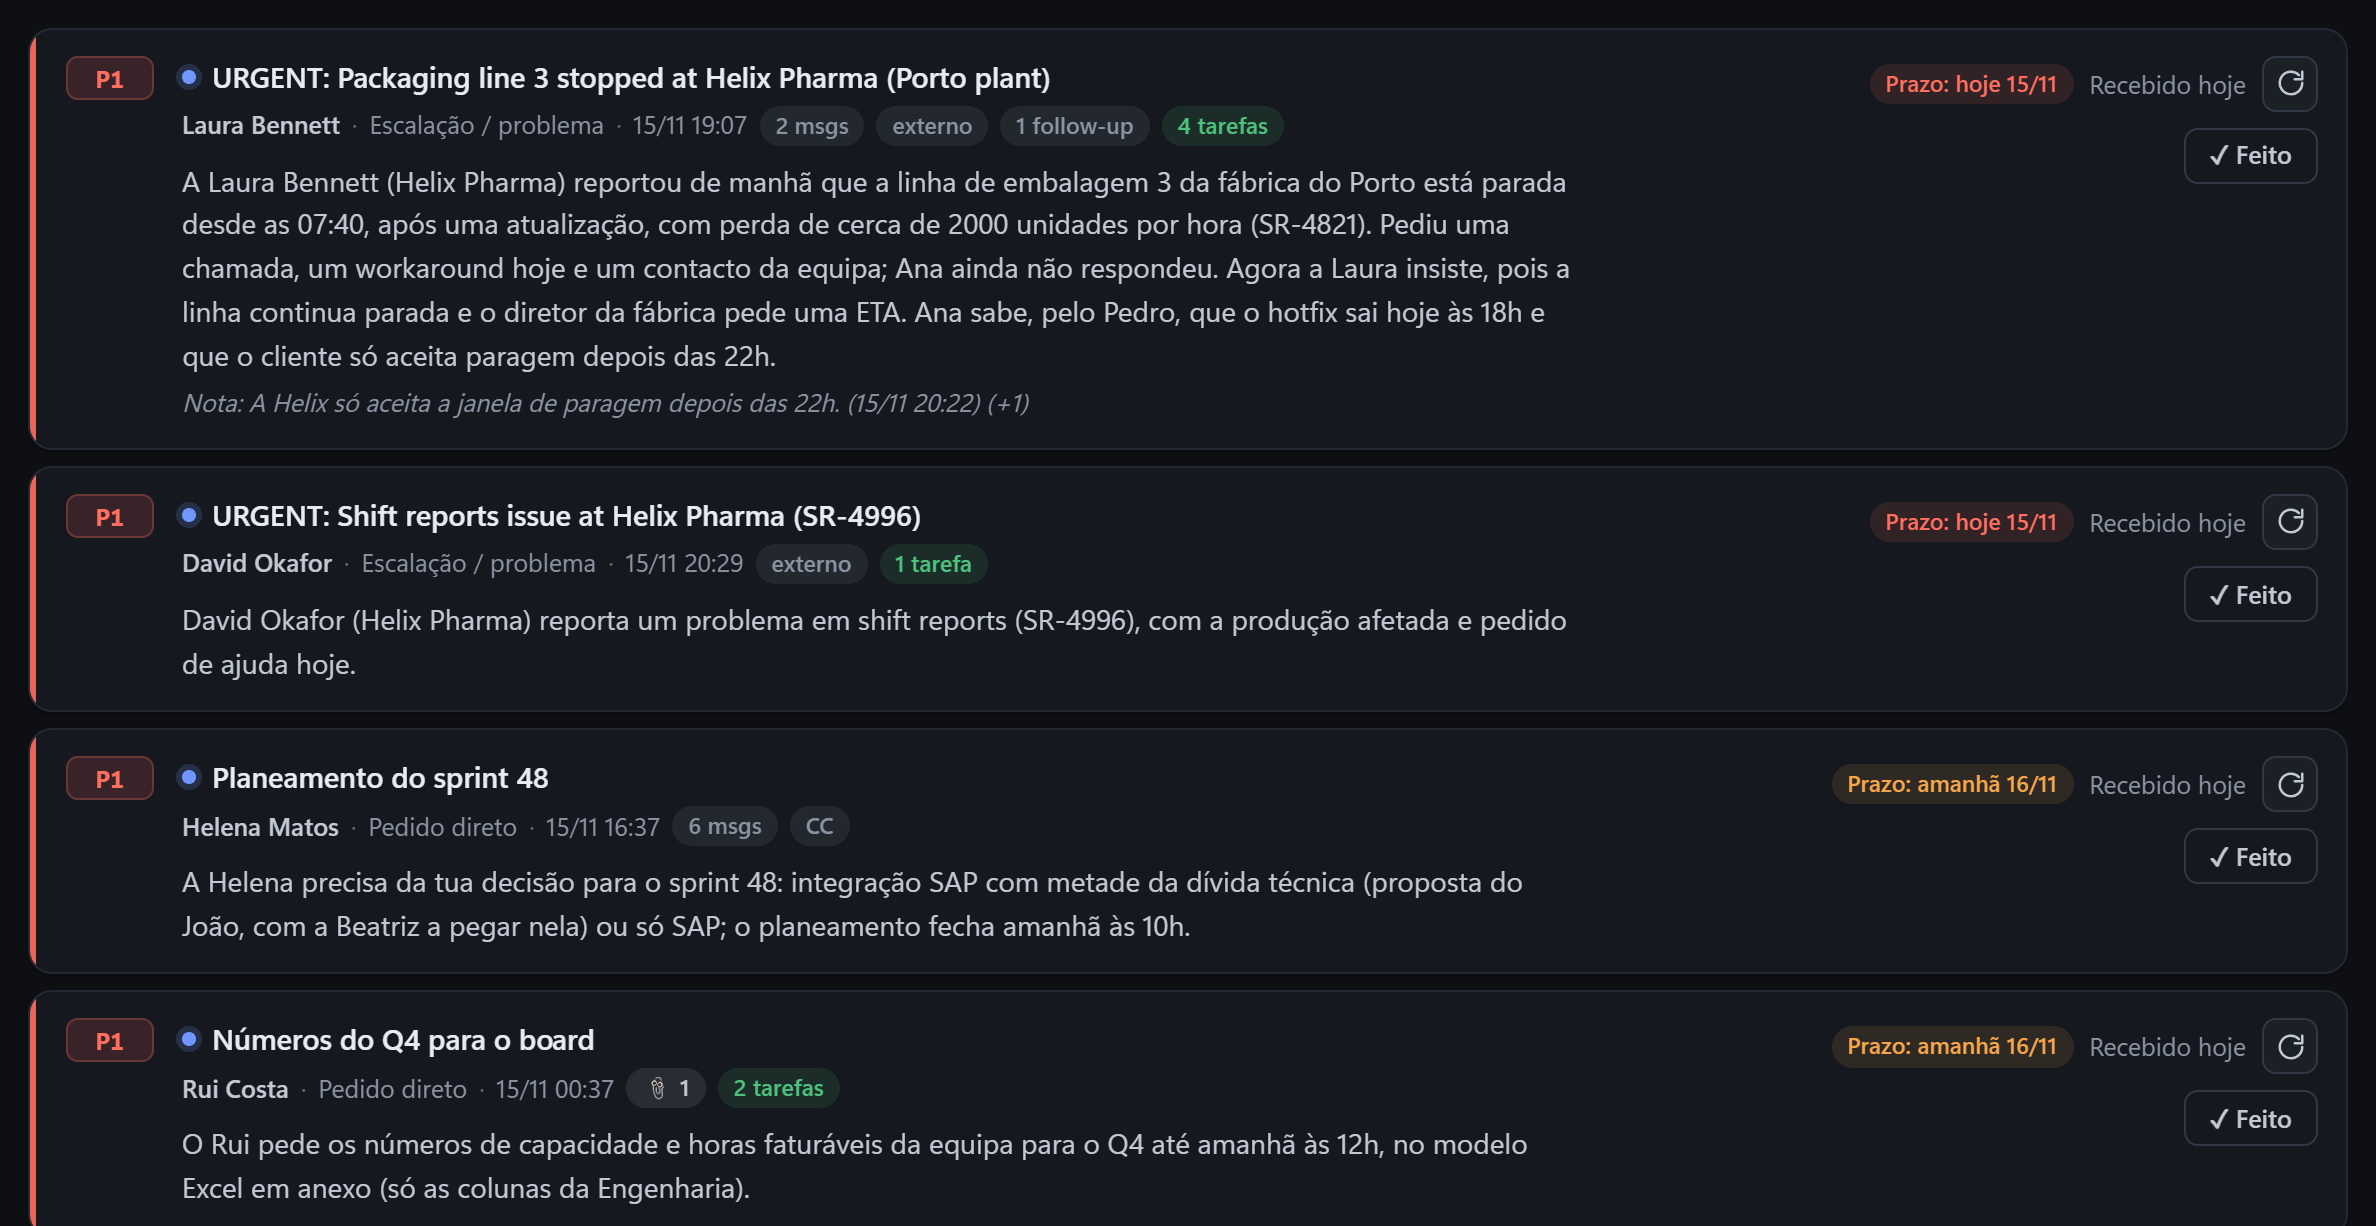 P1
URGENT: Packaging line 3 stopped at Helix Pharma (Porto plant)
Prazo: hoje 15/11 Recebido hoje
Laura Bennett · Escalação / problema · 15/11 19:07 2 msgs externo 1 follow-up 4 tarefas
✓ Feito
A Laura Bennett (Helix Pharma) reportou de manhã que a linha de embalagem 3 da fábrica do Porto está parada
desde as 07:40, após uma atualização, com perda de cerca de 2000 unidades por hora (SR-4821). Pediu uma
chamada, um workaround hoje e um contacto da equipa; Ana ainda não respondeu. Agora a Laura insiste, pois a
linha continua parada e o diretor da fábrica pede uma ETA. Ana sabe, pelo Pedro, que o hotfix sai hoje às 18h e
que o cliente só aceita paragem depois das 22h.
Nota: A Helix só aceita a janela de paragem depois das 22h. (15/11 20:22) (+1)
P1
URGENT: Shift reports issue at Helix Pharma (SR-4996)
Prazo: hoje 15/11 Recebido hoje
David Okafor · Escalação / problema · 15/11 20:29 externo 1 tarefa
✓ Feito
David Okafor (Helix Pharma) reporta um problema em shift reports (SR-4996), com a produção afetada e pedido
de ajuda hoje.
P1
Planeamento do sprint 48
Prazo: amanhã 16/11 Recebido hoje
Helena Matos · Pedido direto · 15/11 16:37 6 msgs CC
✓ Feito
A Helena precisa da tua decisão para o sprint 48: integração SAP com metade da dívida técnica (proposta do
João, com a Beatriz a pegar nela) ou só SAP; o planeamento fecha amanhã às 10h.
P1
Números do Q4 para o board
Prazo: amanhã 16/11 Recebido hoje
Rui Costa · Pedido direto · 15/11 00:37 1 2 tarefas
✓ Feito
O Rui pede os números de capacidade e horas faturáveis da equipa para o Q4 até amanhã às 12h, no modelo
Excel em anexo (só as colunas da Engenharia).